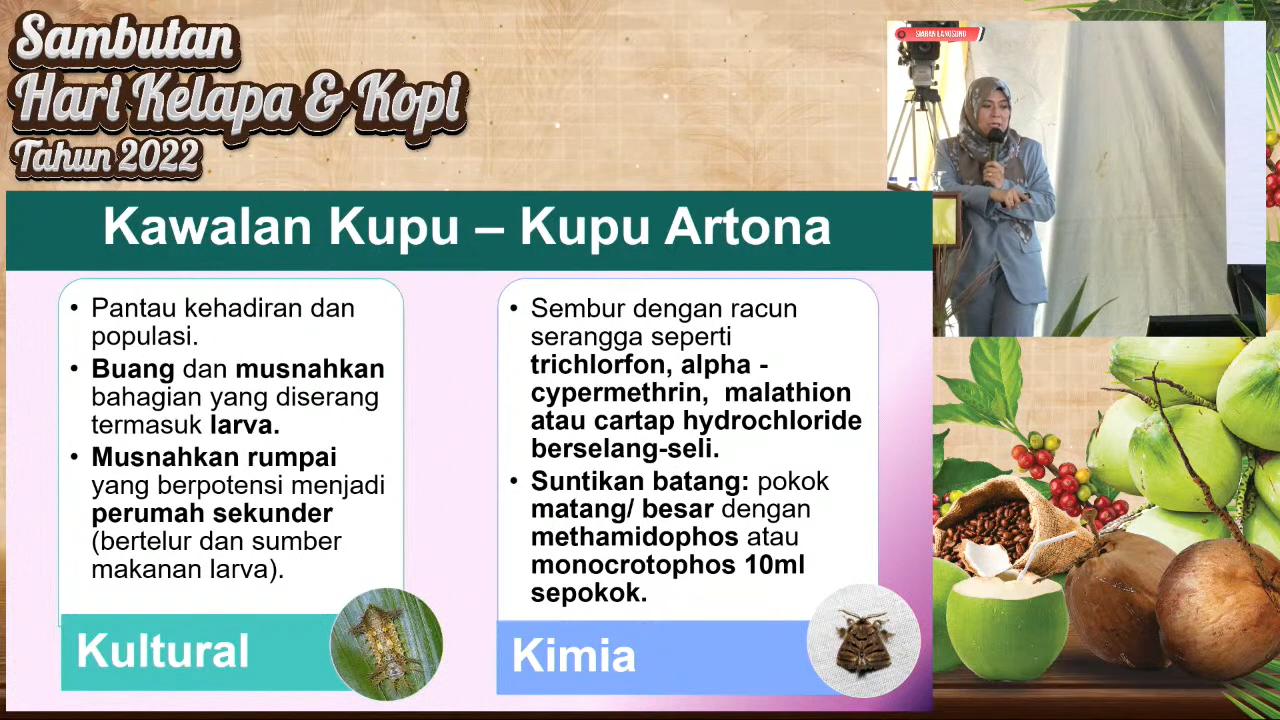 Sambutan
Hari Kelapa & Kopi
Tahun 2022
SIARAN LANGSUNG
Kawalan Kupu – Kupu Artona
• Pantau kehadiran dan
populasi.
• Buang dan musnahkan
bahagian yang diserang
termasuk larva.
• Musnahkan rumpai
yang berpotensi menjadi
perumah sekunder
(bertelur dan sumber
makanan larva).
Kultural
• Sembur dengan racun
serangga seperti
trichlorfon, alpha -
cypermethrin, malathion
atau cartap hydrochloride
berselang-seli.
• Suntikan batang: pokok
matang/ besar dengan
methamidophos atau
monocrotophos 10ml
sepokok.
Kimia